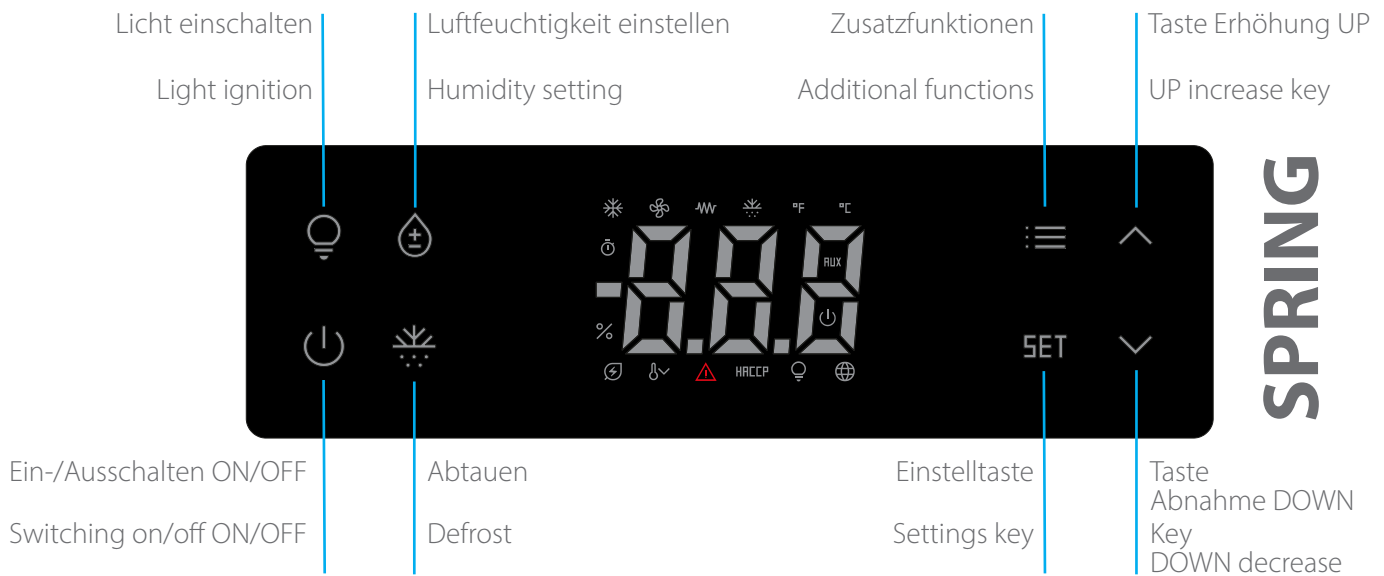 Licht einschalten
Luftfeuchtigkeit einstellen
Zusatzfunktionen
Taste Erhöhung UP
Light ignition
Humidity setting
Additional functions
UP increase key
°F
°C
8.8.8
AUX
%
HACCP
SET
SPRING
Ein-/Ausschalten ON/OFF
Abtauen
Einstelltaste
Taste
Abnahme DOWN
Switching on/off ON/OFF
Defrost
Settings key
Key
DOWN decrease